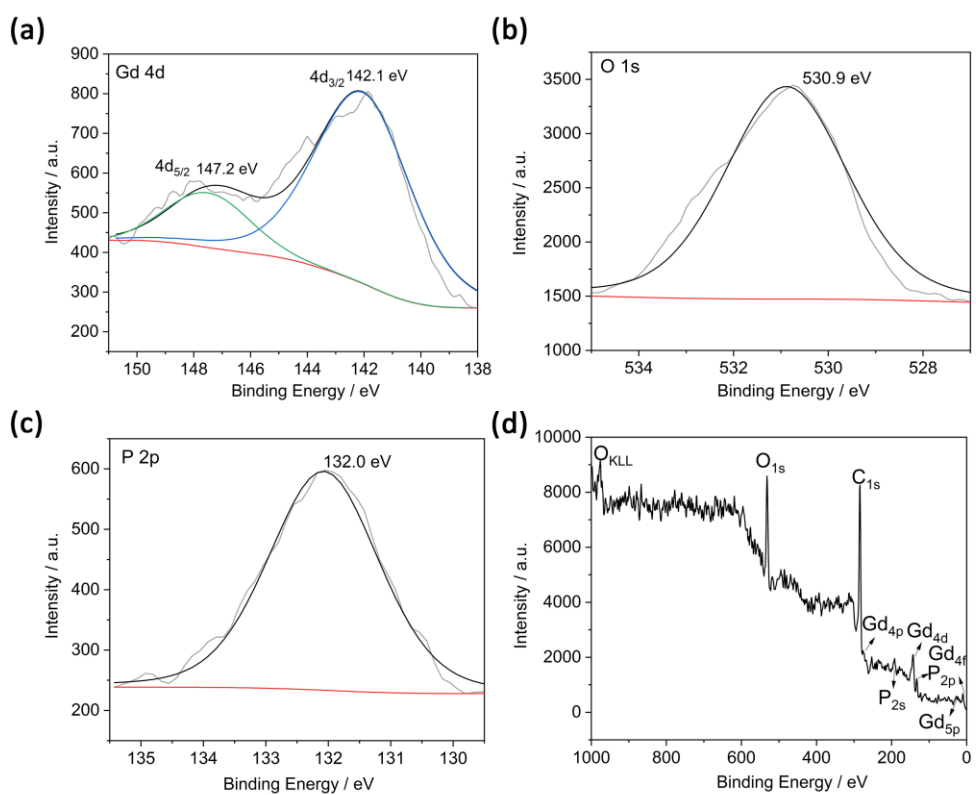 (a)
Gd 4d
4d3/2 142.1 eV
4d5/2 147.2 eV
900
800
700
600
500
400
300
200
150
148
146
144
142
140
138
Intensity / a.u.
Binding Energy / eV
(b)
O 1s
530.9 eV
3500
3000
2500
2000
1500
1000
534
532
530
528
Intensity / a.u.
Binding Energy / eV
(c)
P 2p
132.0 eV
600
500
400
300
200
135
134
133
132
131
130
Intensity / a.u.
Binding Energy / eV
(d)
OKLL
O1s
C1s
Gd4p
Gd4d
Gd4f
P2p
P2s
Gd5p
10000
8000
6000
4000
2000
0
1000
800
600
400
200
0
Intensity / a.u.
Binding Energy / eV